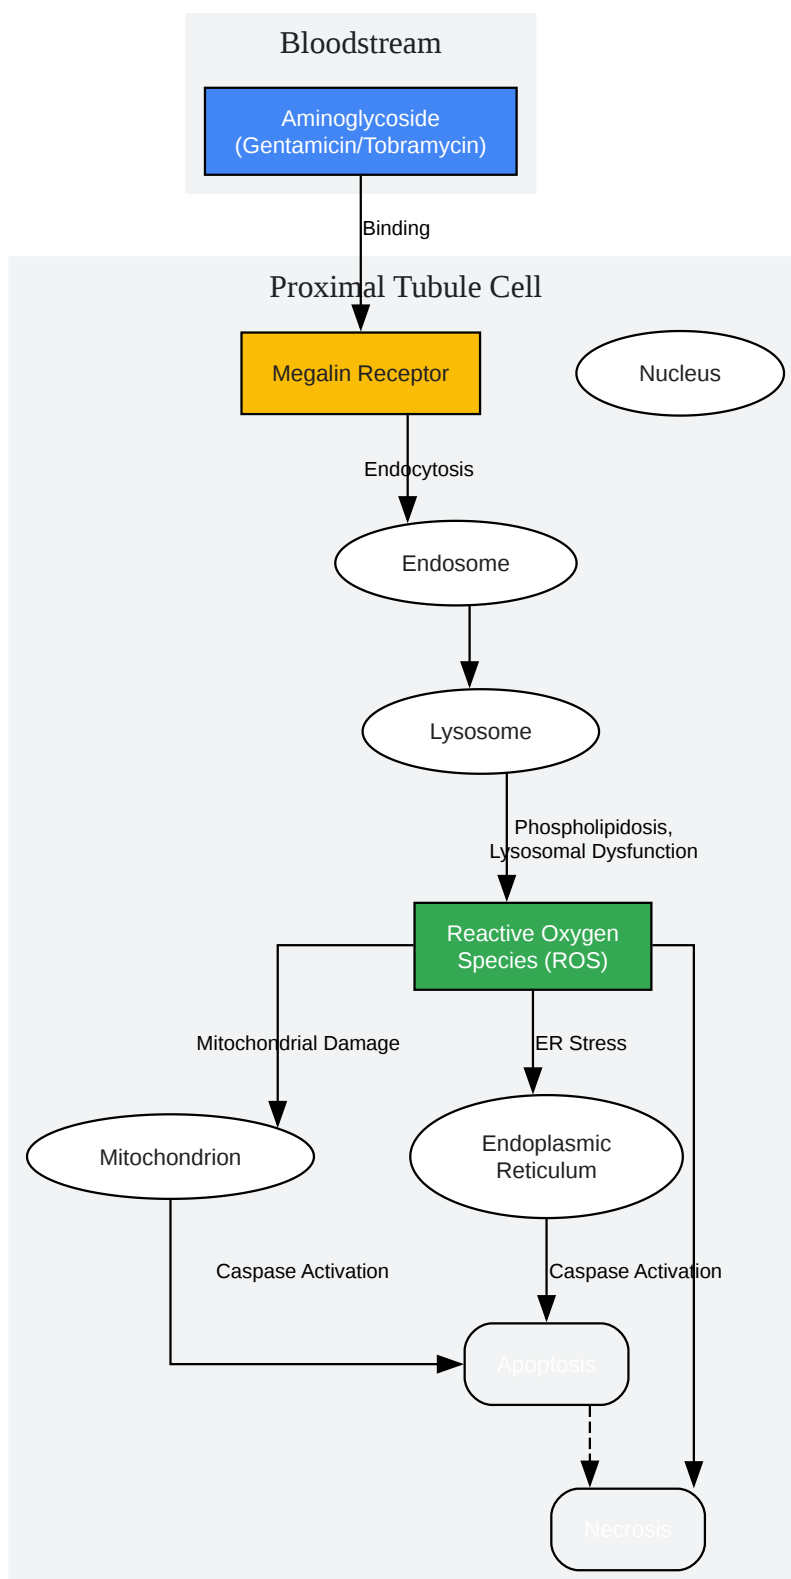 Bloodstream
Aminoglycoside
(Gentamicin/Tobramycin)
Binding
Proximal Tubule Cell
Megalin Receptor
Nucleus
Endocytosis
Endosome
Lysosome
Phospholipidosis,
Lysosomal Dysfunction
Reactive Oxygen
Species (ROS)
Mitochondrial Damage
ER Stress
Mitochondrion
Endoplasmic
Reticulum
Caspase Activation
Caspase Activation
Apoptosis
Necrosis